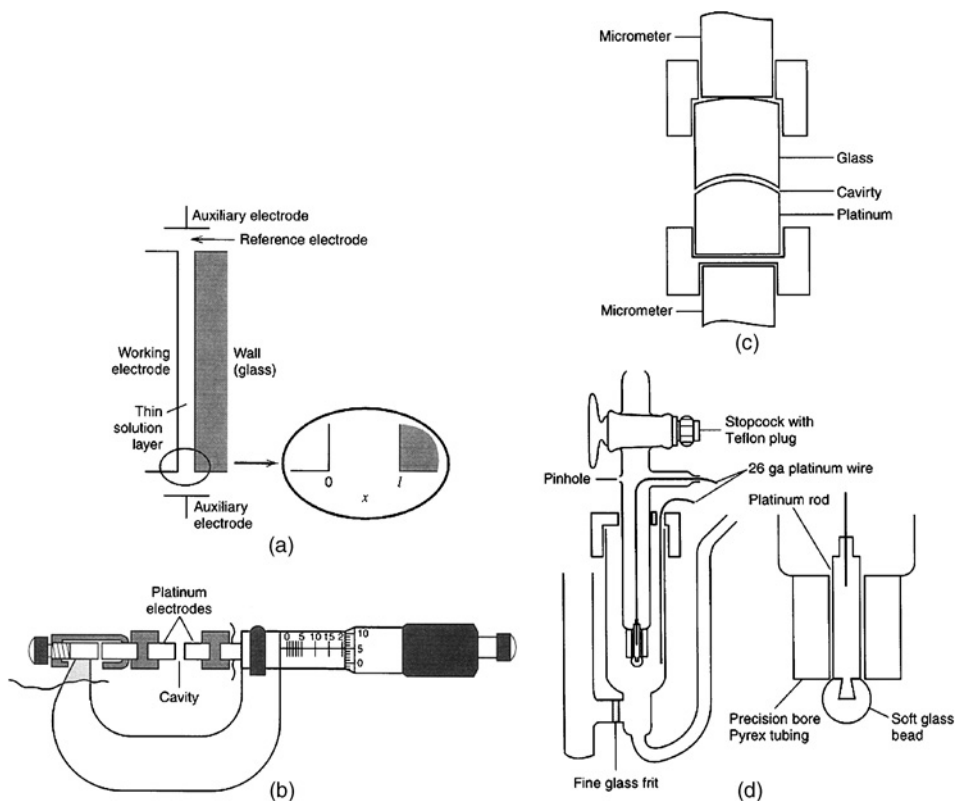 Auxiliary electrode
Reference electrode
Working
electrode
Wall
(glass)
Thin
solution
layer
0
x
l
Auxiliary
electrode
(a)
Platinum
electrodes
0 5 10 15 20
10
5
0
Cavity
(b)
Micrometer
Glass
Cavirty
Platinum
Micrometer
(c)
Stopcock with
Teflon plug
Pinhole
26 ga platinum wire
Platinum rod
Precision bore
Pyrex tubing
Soft glass
bead
Fine glass frit
(d)